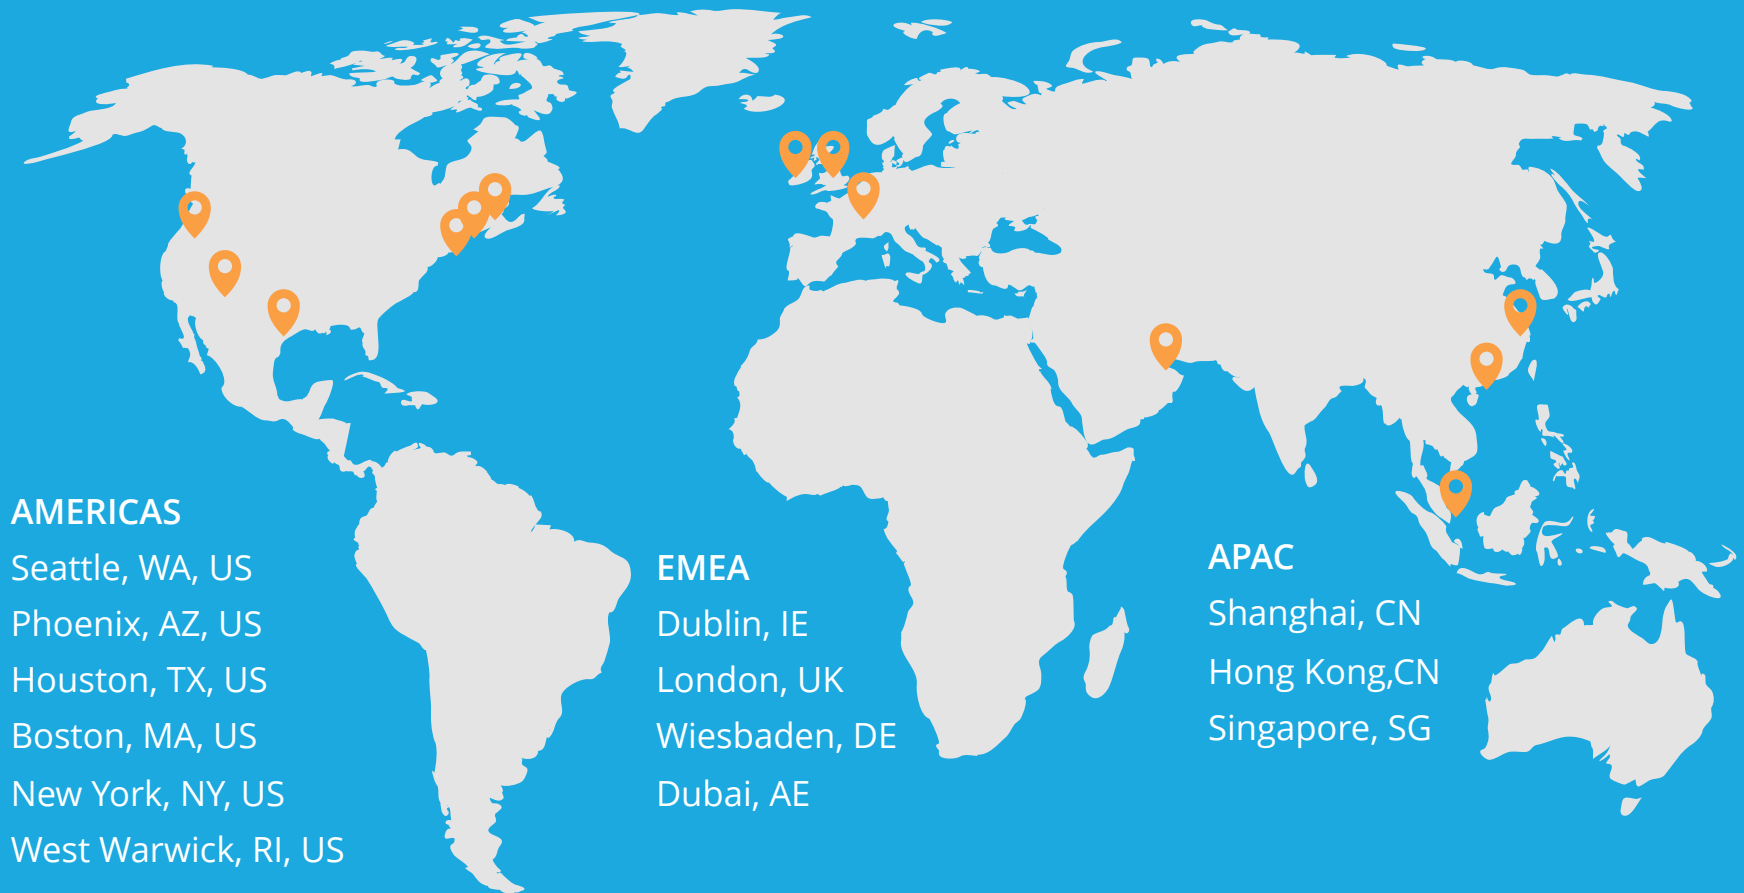 AMERICAS
Seattle, WA, US
Phoenix, AZ, US
Houston, TX, US
Boston, MA, US
New York, NY, US
West Warwick, RI, US
EMEA
Dublin, IE
London, UK
Wiesbaden, DE
Dubai, AE
APAC
Shanghai, CN
Hong Kong,CN
Singapore, SG